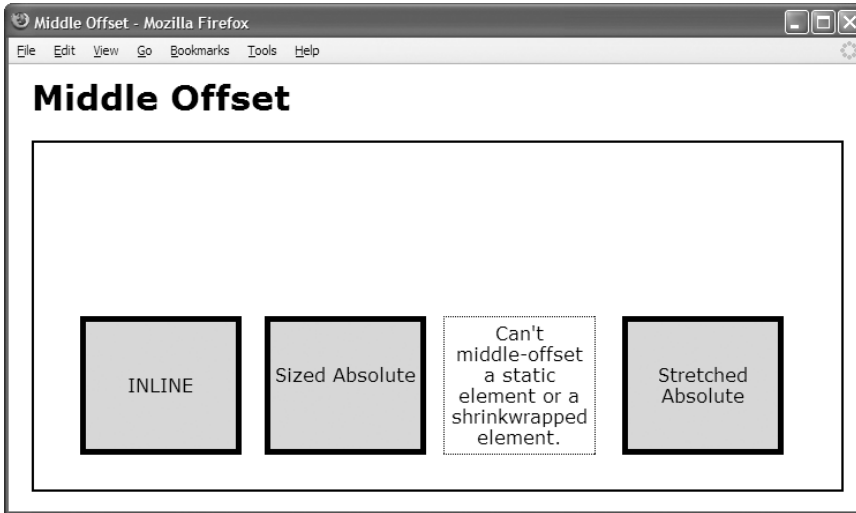 Middle Offset - Mozilla Firefox
File Edit View Go Bookmarks Tools Help
Middle Offset
INLINE
Sized Absolute
Can't
middle-offset
a static
element or a
shrinkwrapped
element.
Stretched
Absolute